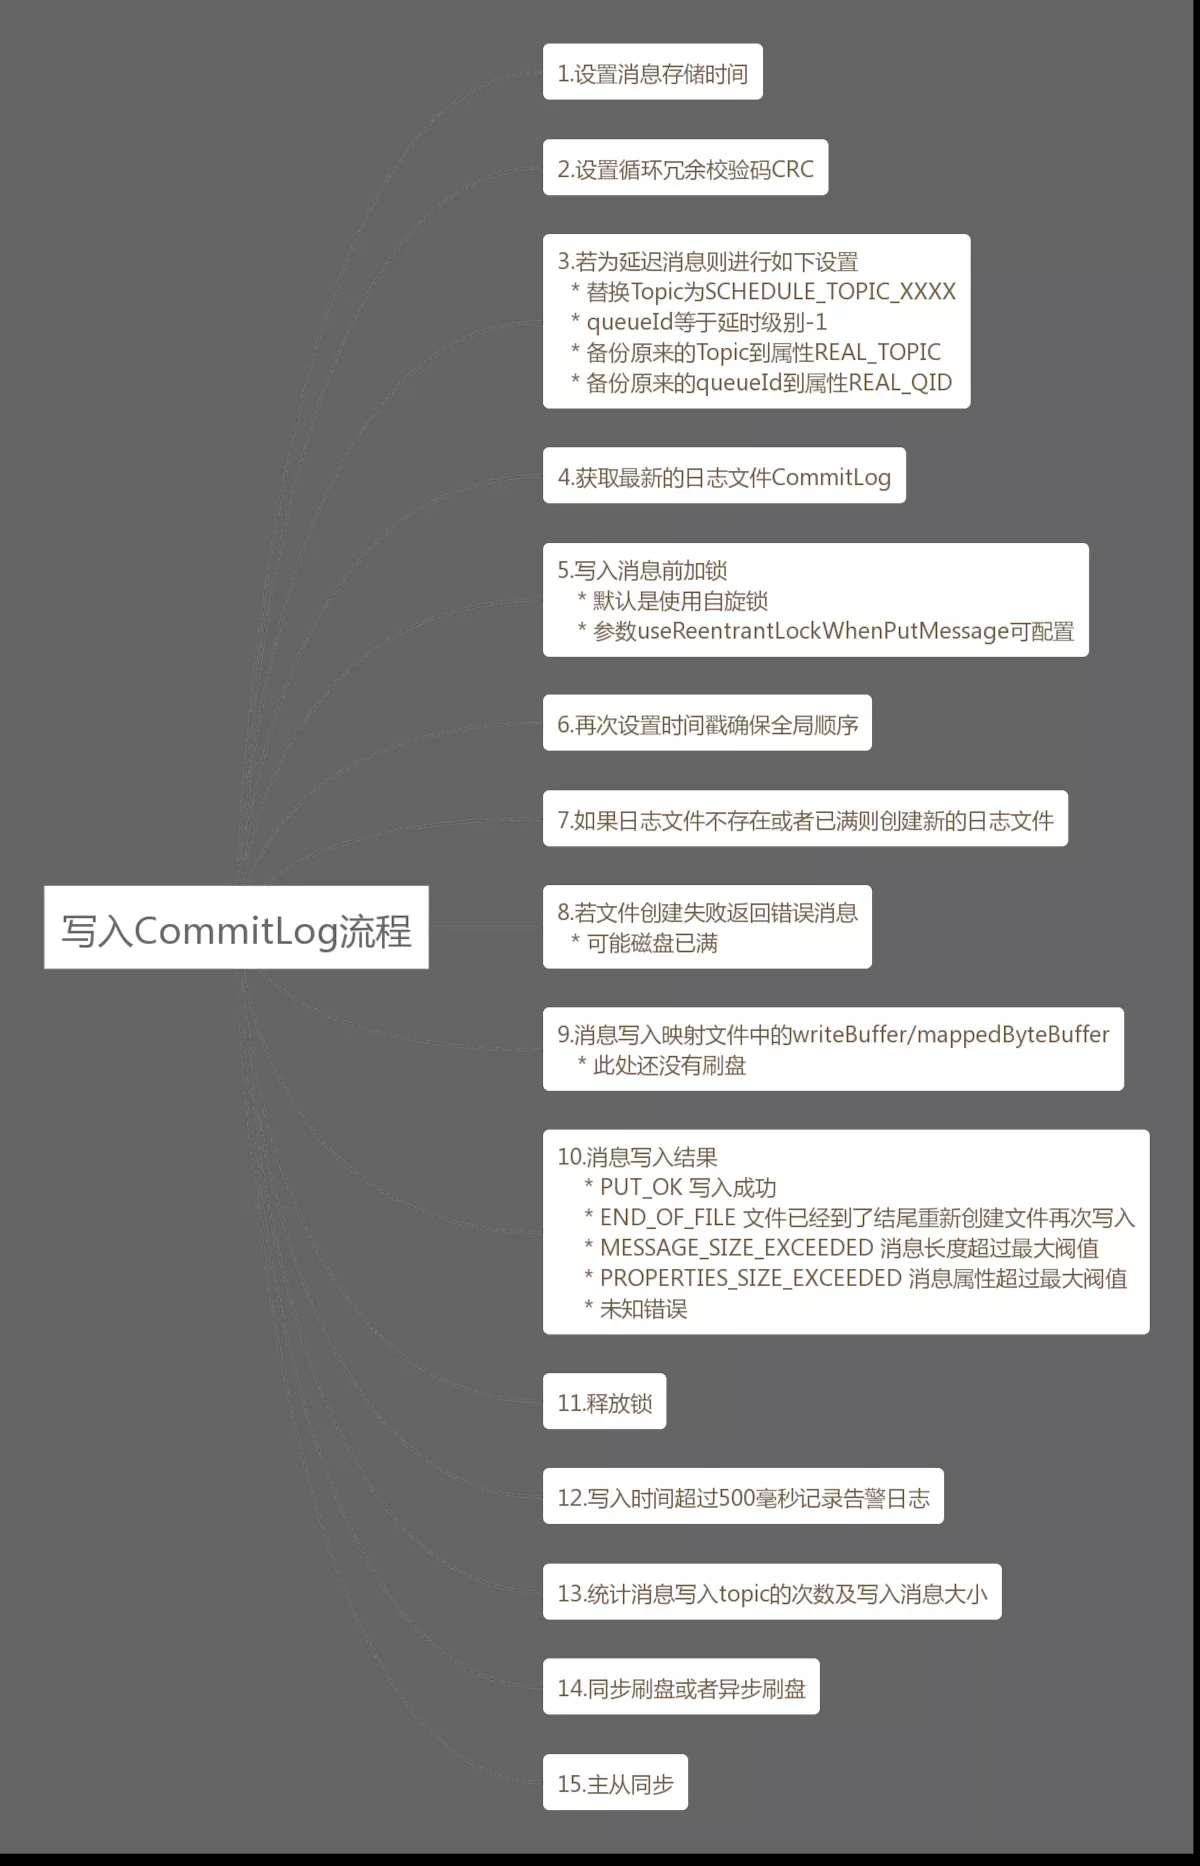 1.设置消息存储时间
2.设置循环冗余校验码CRC
3.若为延迟消息则进行如下设置
* 替换Topic为SCHEDULE_TOPIC_XXXX
* queueId等于延时级别-1
* 备份原来的Topic到属性REAL_TOPIC
* 备份原来的queueId到属性REAL_QID
4.获取最新的日志文件CommitLog
5.写入消息前加锁
* 默认是使用自旋锁
* 参数useReentrantLockWhenPutMessage可配置
6.再次设置时间戳确保全局顺序
7.如果日志文件不存在或者已满则创建新的日志文件
写入CommitLog流程
8.若文件创建失败返回错误消息
* 可能磁盘已满
9.消息写入映射文件中的writeBuffer/mappedByteBuffer
* 此处还没有刷盘
10.消息写入结果
* PUT_OK 写入成功
* END_OF_FILE 文件已经到了结尾重新创建文件再次写入
* MESSAGE_SIZE_EXCEEDED 消息长度超过最大阀值
* PROPERTIES_SIZE_EXCEEDED 消息属性超过最大阀值
* 未知错误
11.释放锁
12.写入时间超过500毫秒记录告警日志
13.统计消息写入topic的次数及写入消息大小
14.同步刷盘或者异步刷盘
15.主从同步